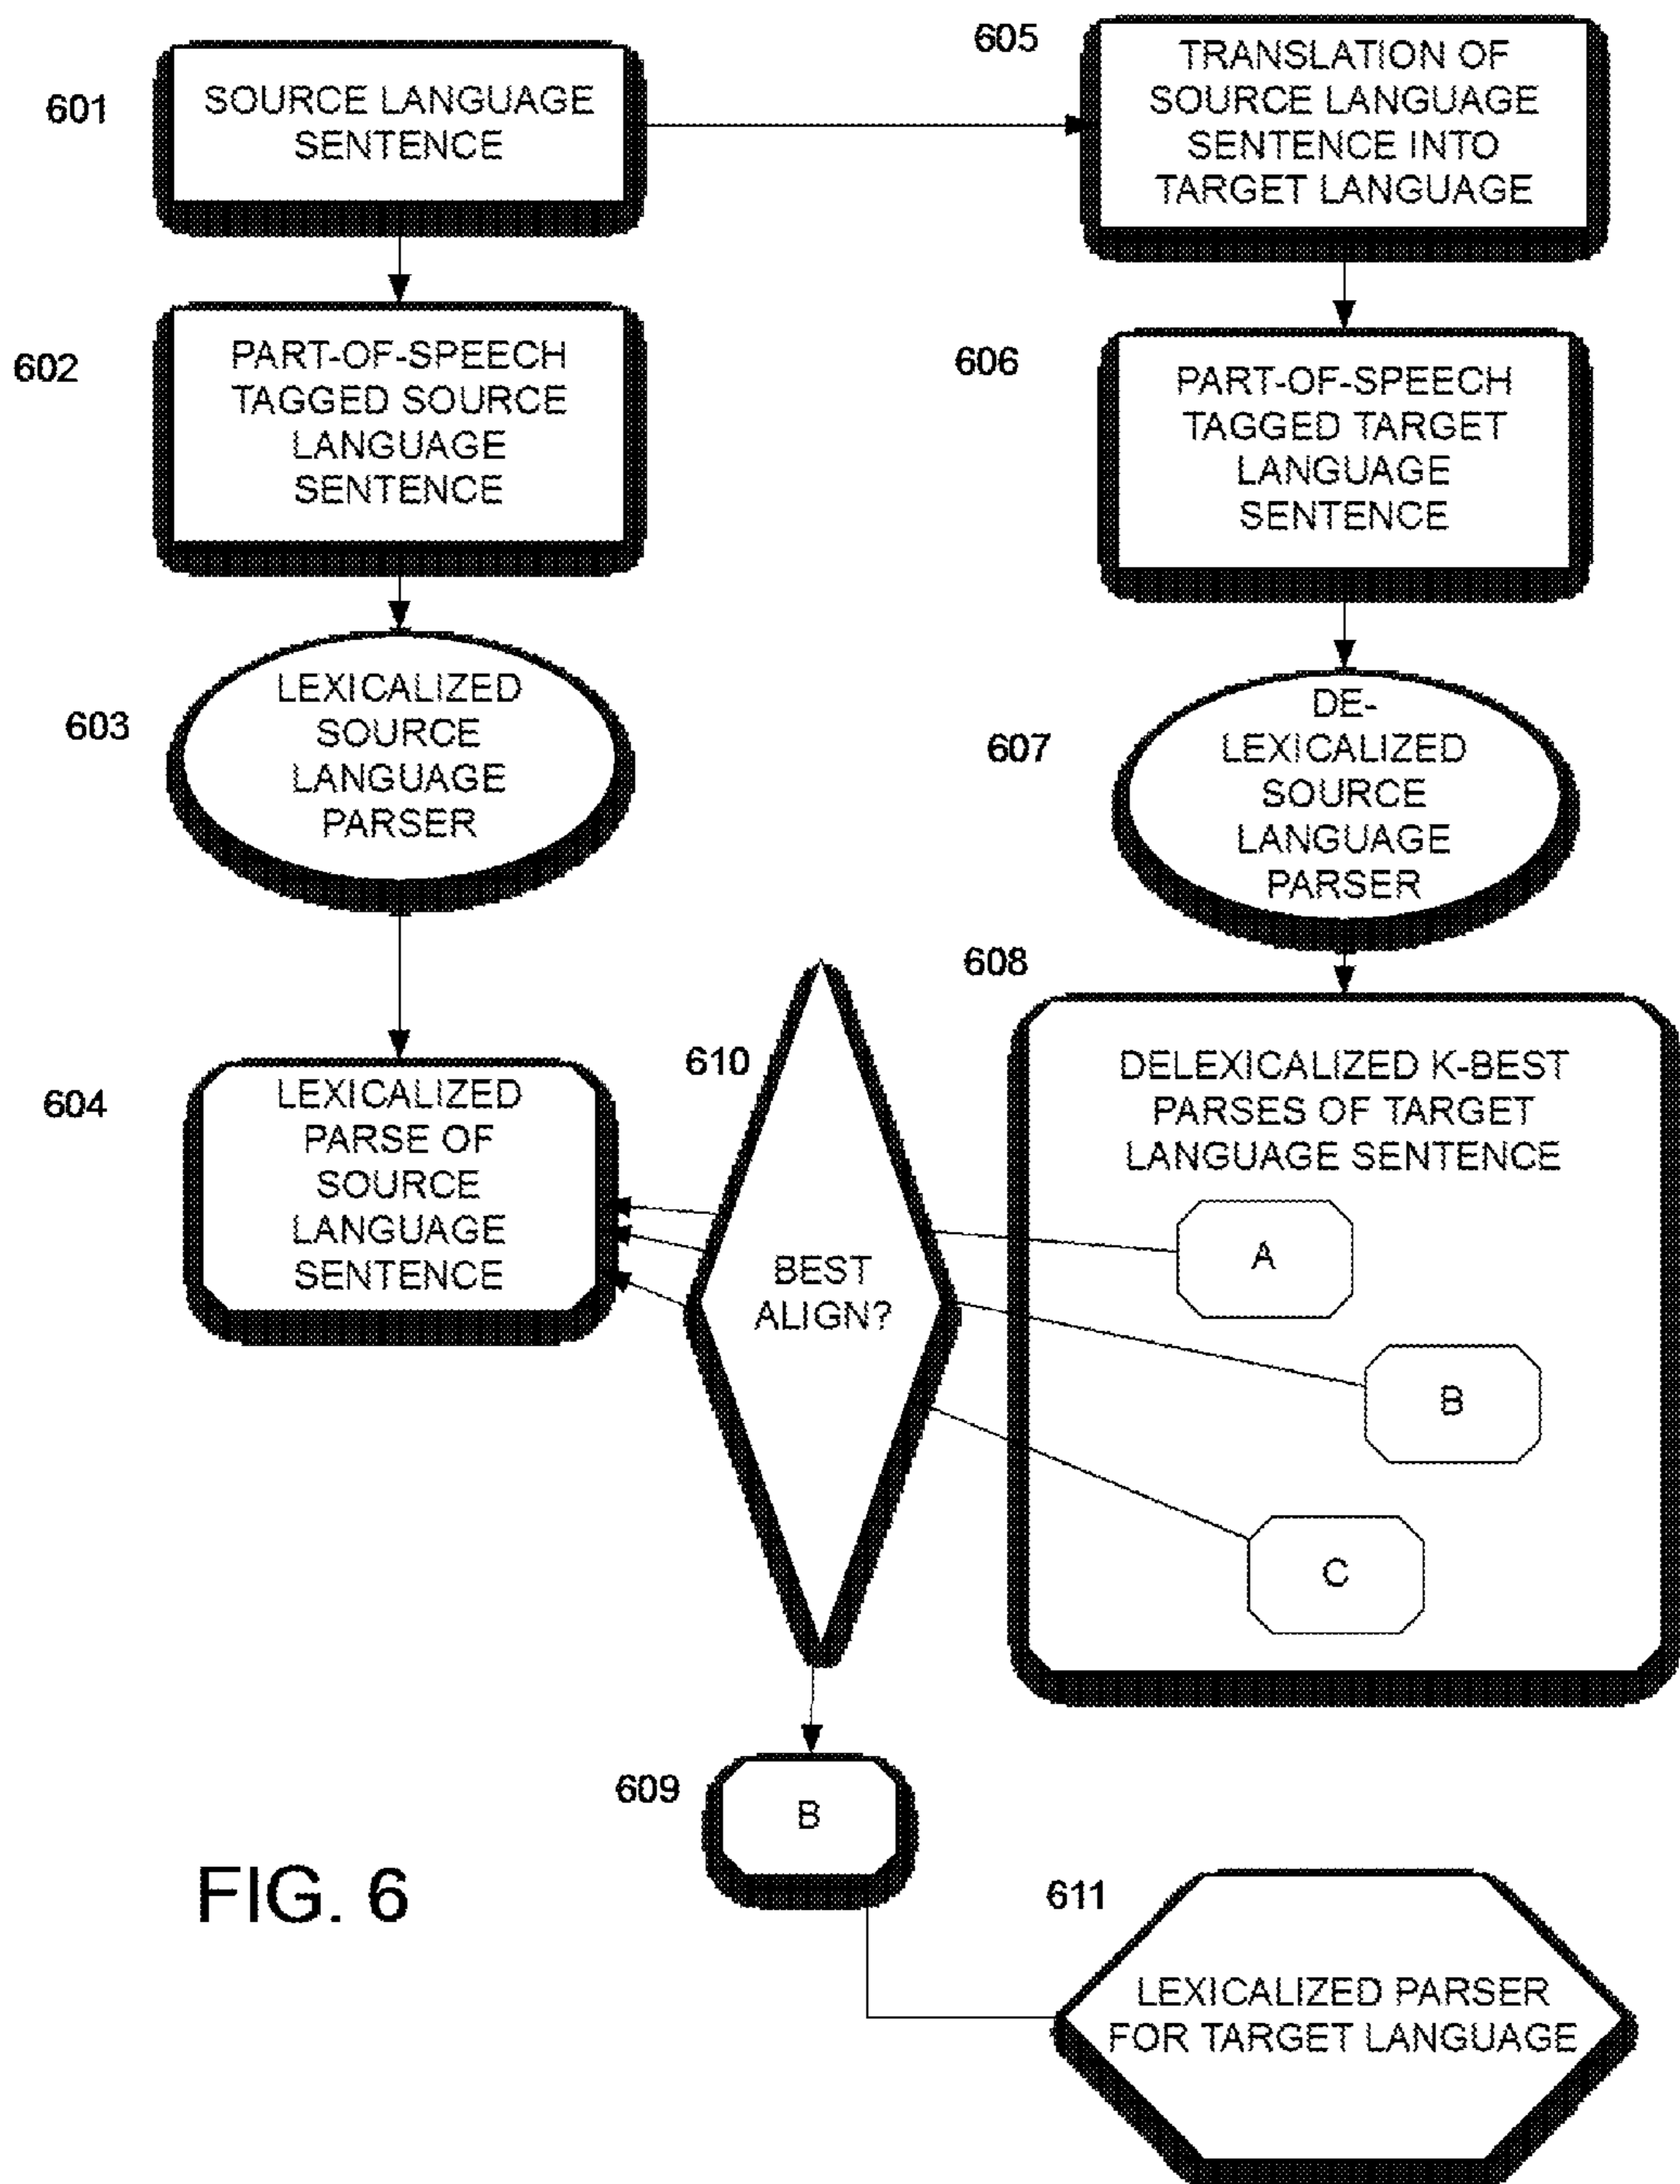 601
SOURCE LANGUAGE
SENTENCE
605
TRANSLATION OF
SOURCE LANGUAGE
SENTENCE INTO
TARGET LANGUAGE
602
PART-OF-SPEECH
TAGGED SOURCE
LANGUAGE
SENTENCE
606
PART-OF-SPEECH
TAGGED TARGET
LANGUAGE
SENTENCE
603
LEXICALIZED
SOURCE
LANGUAGE
PARSER
607
DE-
LEXICALIZED
SOURCE
LANGUAGE
PARSER
604
LEXICALIZED
PARSE OF
SOURCE
LANGUAGE
SENTENCE
610
BEST
ALIGN?
608
DELEXICALIZED K-BEST
PARSES OF TARGET
LANGUAGE SENTENCE
A
B
C
609
B
611
LEXICALIZED PARSER
FOR TARGET LANGUAGE
FIG. 6